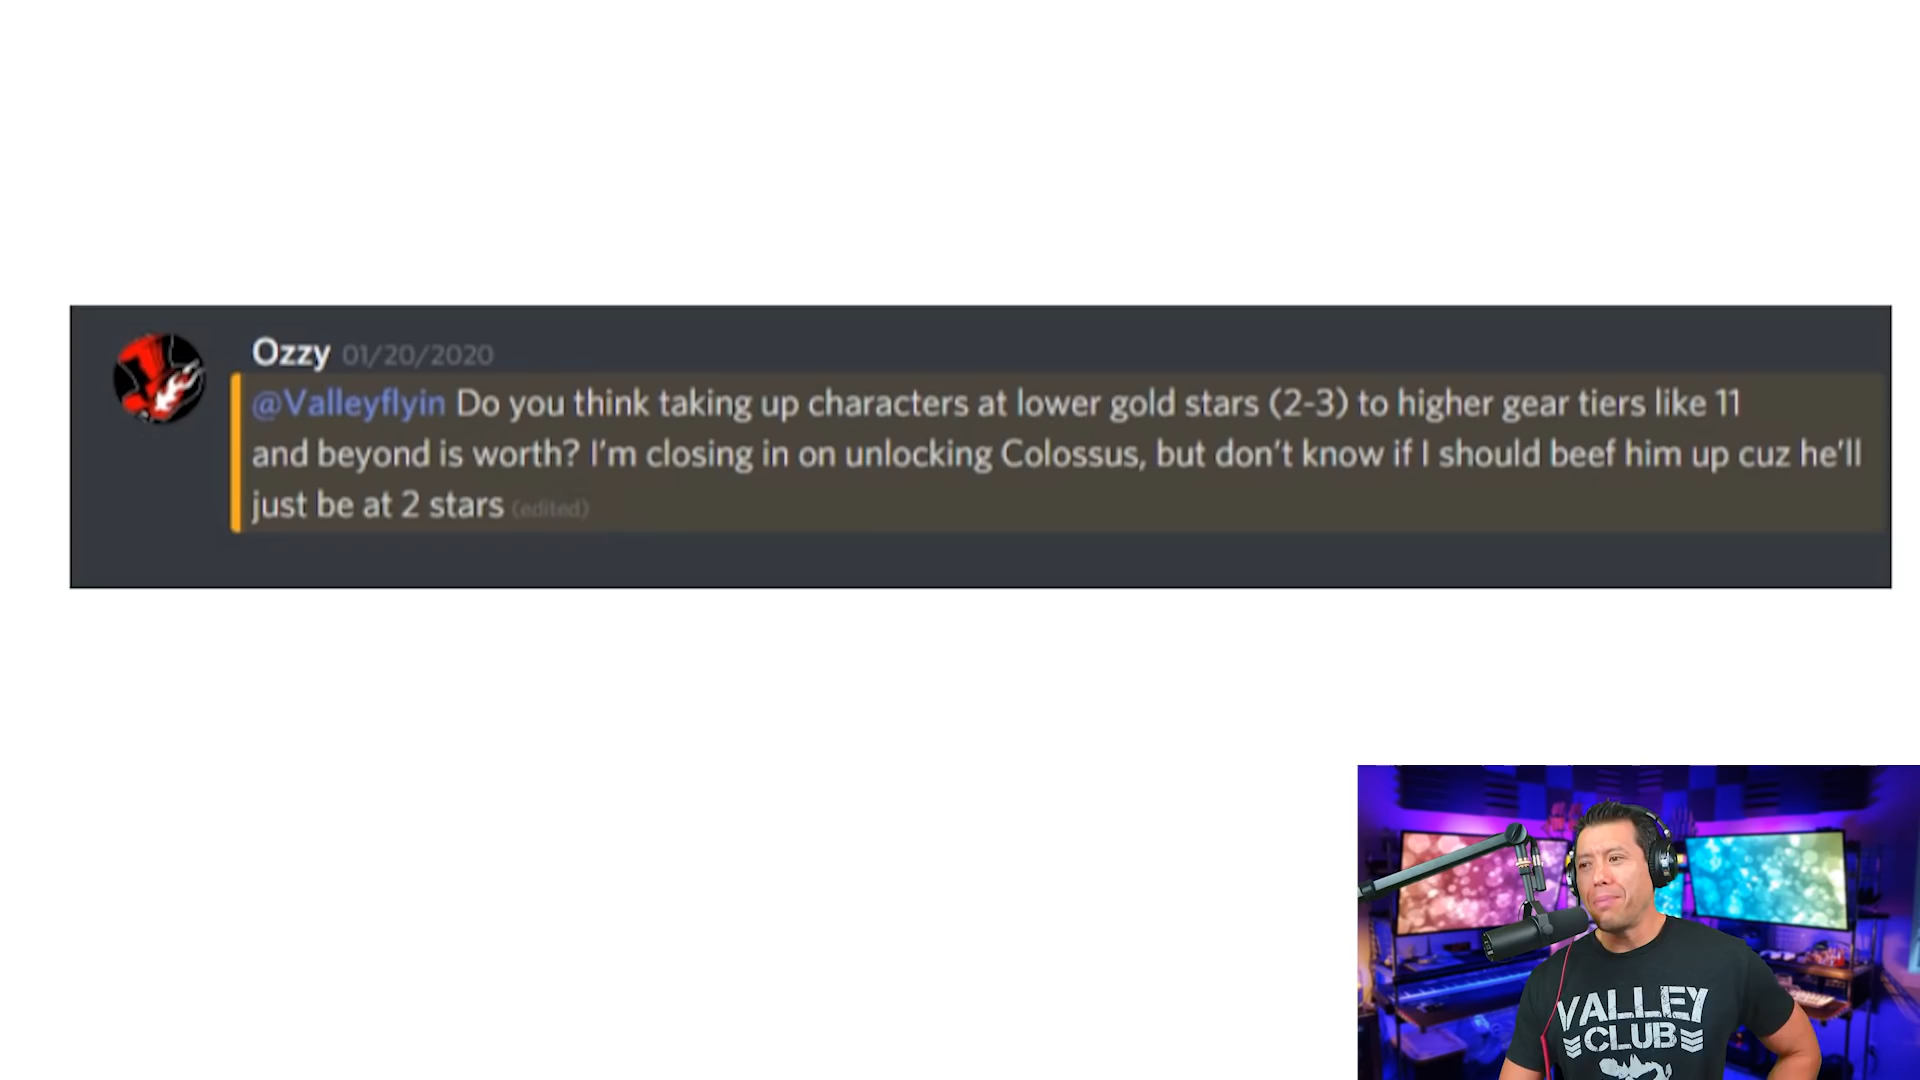 Ozzy 01/20/2020
@Valleyflyin Do you think taking up characters at lower gold stars (2-3) to higher gear tiers like 11
and beyond is worth? I'm closing in on unlocking Colossus, but don't know if I should beef him up cuz he'll
just be at 2 stars (edited)
VALLEY
CLUB